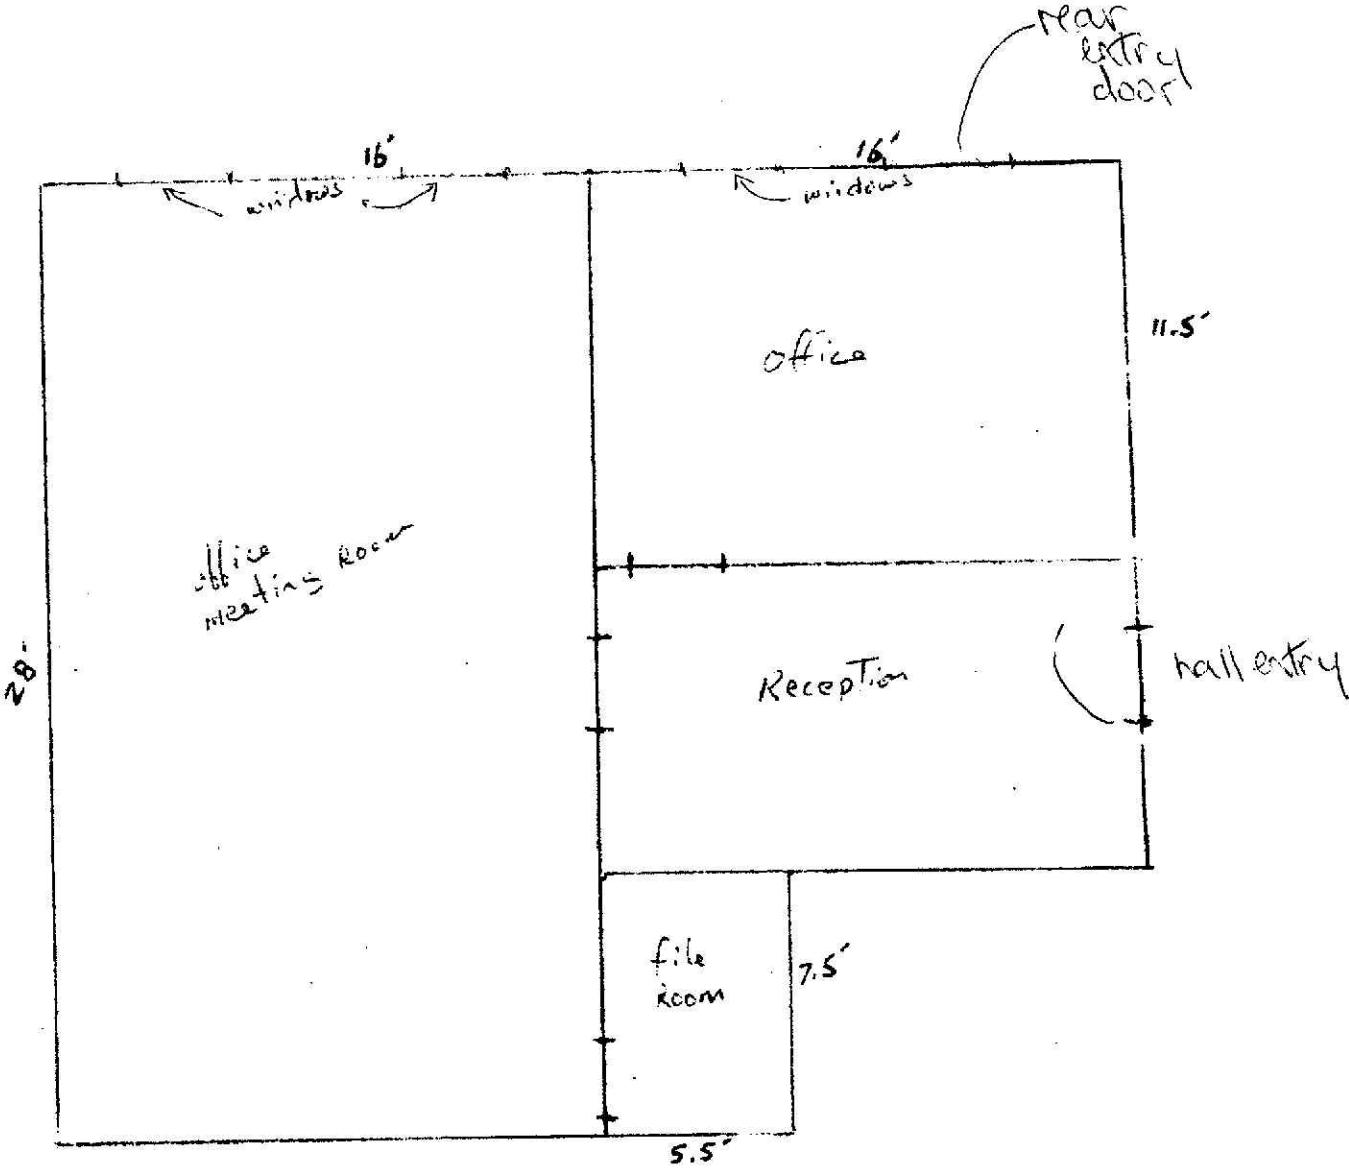 rear
entry
door
16'
16'
windows
windows
11.5'
office
office
meeting Room
28'
Reception
hall entry
file
Room
7.5'
5.5'